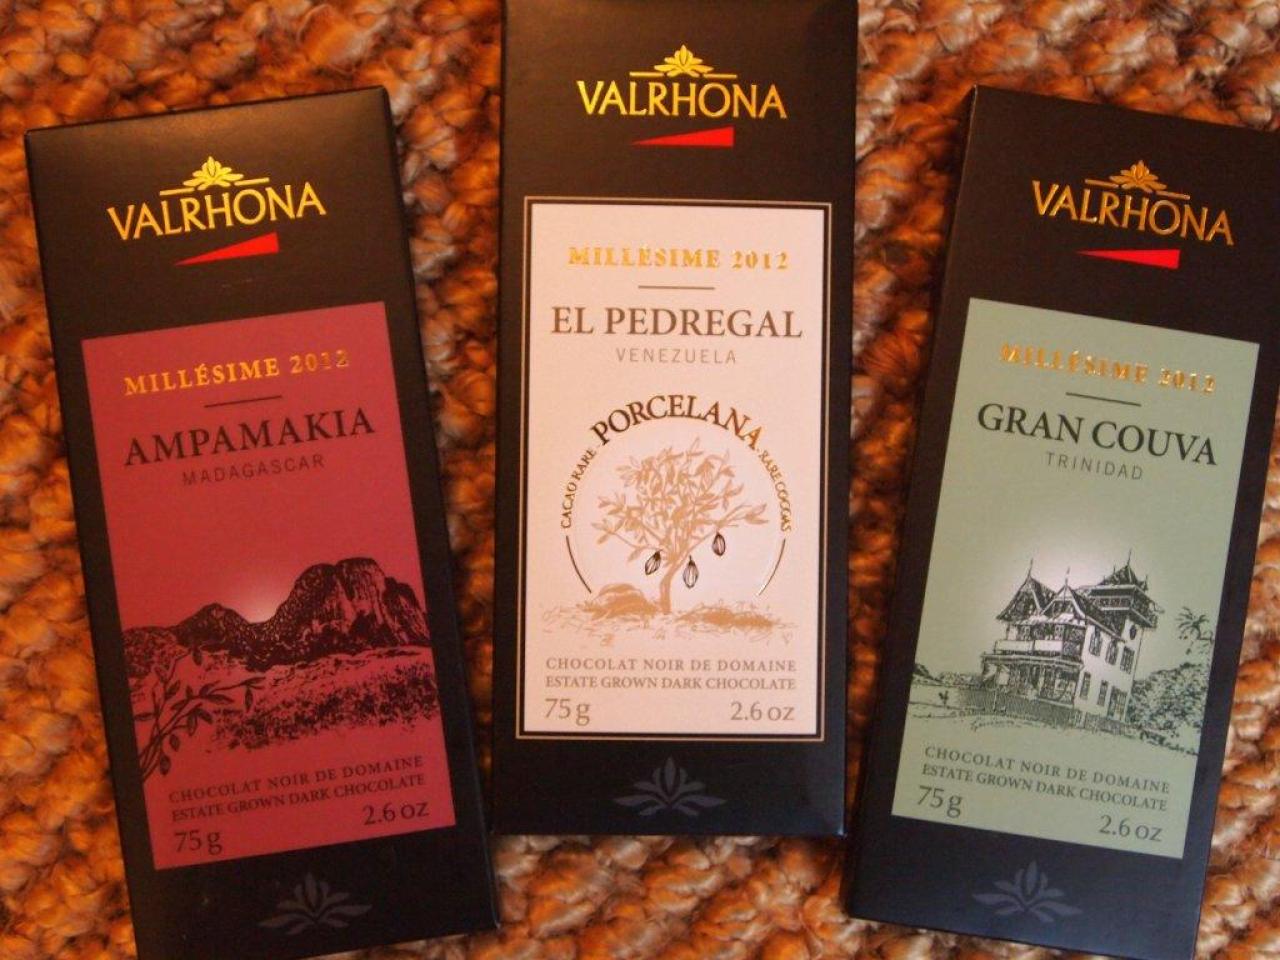 VALRHONA
MILLÉSIME 2012
AMPAMAKIA
MADAGASCAR
CHOCOLAT NOIR DE DOMAINE
ESTATE GROWN DARK CHOCOLATE
75g 2.6 oz
VALRHONA
MILLÉSIME 2012
EL PEDREGAL
VENEZUELA
CACAO RARE · PORCELANA · RARE COCOAS
CHOCOLAT NOIR DE DOMAINE
ESTATE GROWN DARK CHOCOLATE
75g 2.6 oz
VALRHONA
MILLÉSIME 2012
GRAN COUVA
TRINIDAD
CHOCOLAT NOIR DE DOMAINE
ESTATE GROWN DARK CHOCOLATE
75g 2.6 oz